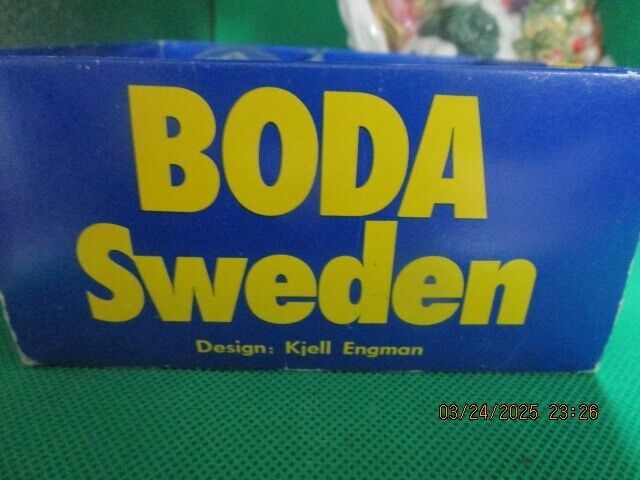 BODA
Sweden
Design: Kjell Engman
03/24/2025 23:26